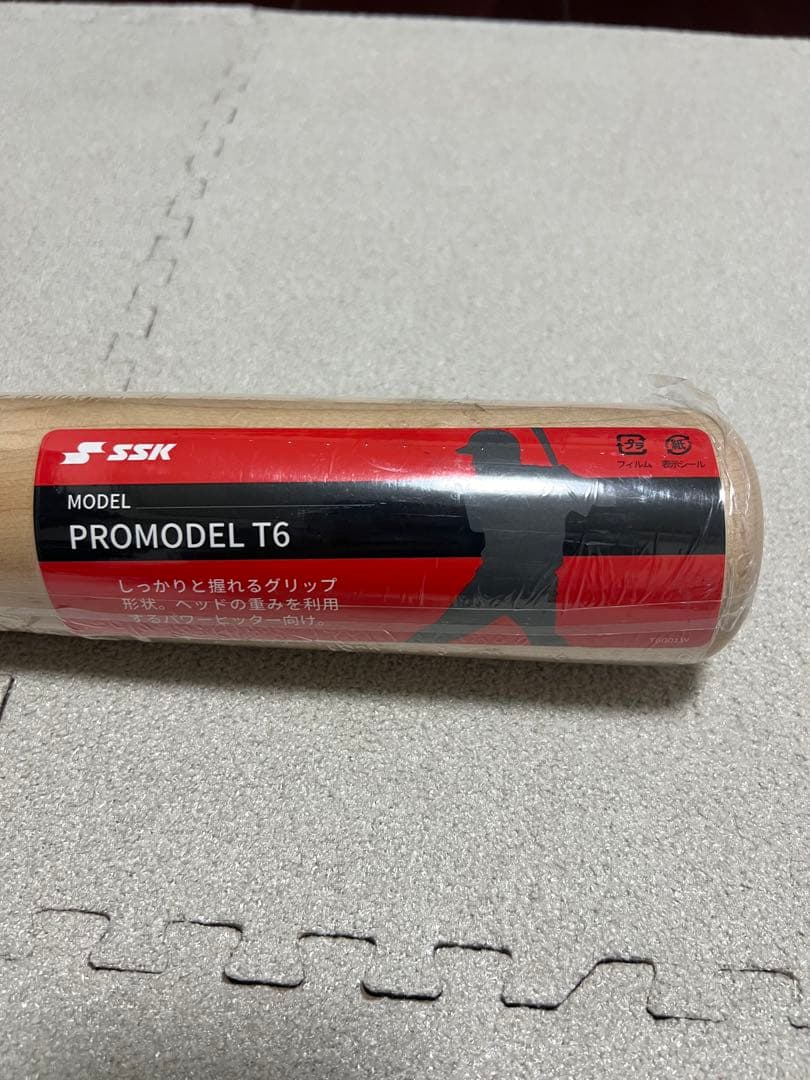 SSK
プラ
紙
フィルム
表示シール
MODEL
PROMODEL T6
しっかりと握れるグリップ
形状。ヘッドの重みを利用
するパワーヒッター向け。